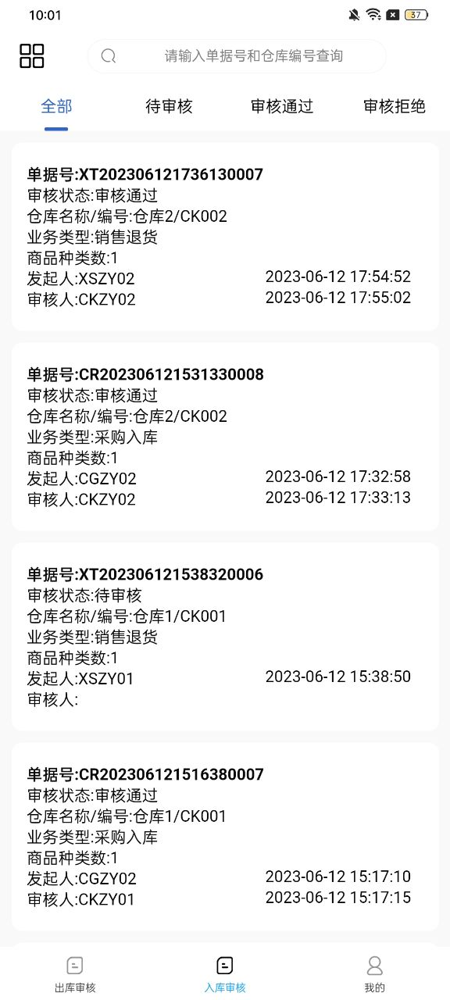 10:01
37
请输入单据号和仓库编号查询
全部 待审核 审核通过 审核拒绝
单据号:XT202306121736130007
审核状态:审核通过
仓库名称/编号:仓库2/CK002
业务类型:销售退货
商品种类数:1
发起人:XSZY02 2023-06-12 17:54:52
审核人:CKZY02 2023-06-12 17:55:02
单据号:CR202306121531330008
审核状态:审核通过
仓库名称/编号:仓库2/CK002
业务类型:采购入库
商品种类数:1
发起人:CGZY02 2023-06-12 17:32:58
审核人:CKZY02 2023-06-12 17:33:13
单据号:XT202306121538320006
审核状态:待审核
仓库名称/编号:仓库1/CK001
业务类型:销售退货
商品种类数:1
发起人:XSZY01 2023-06-12 15:38:50
审核人:
单据号:CR202306121516380007
审核状态:审核通过
仓库名称/编号:仓库1/CK001
业务类型:采购入库
商品种类数:1
发起人:CGZY02 2023-06-12 15:17:10
审核人:CKZY01 2023-06-12 15:17:15
出库审核 入库审核 我的